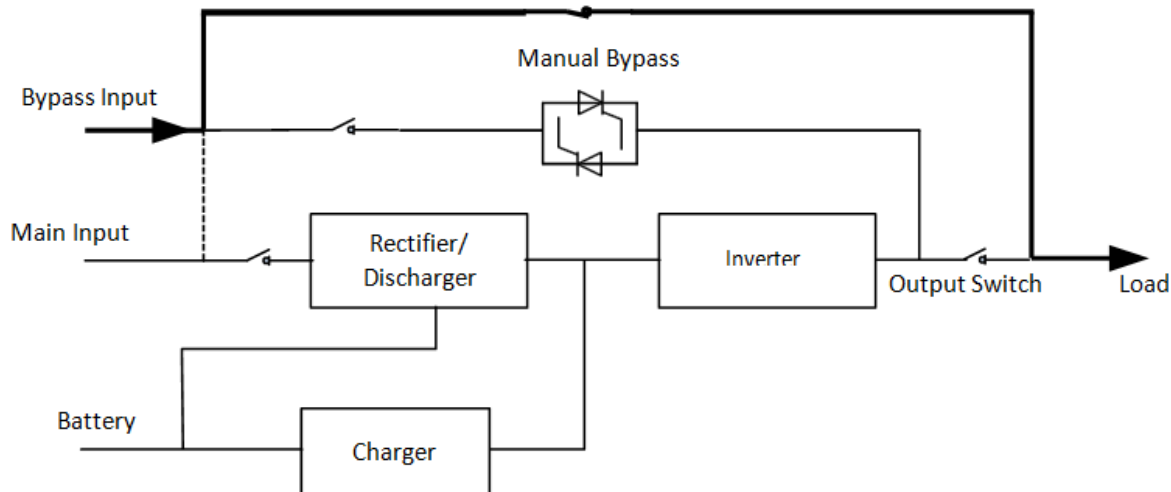 Manual Bypass
Bypass Input
Main Input
Rectifier/
Discharger
Inverter
Output Switch
Load
Battery
Charger